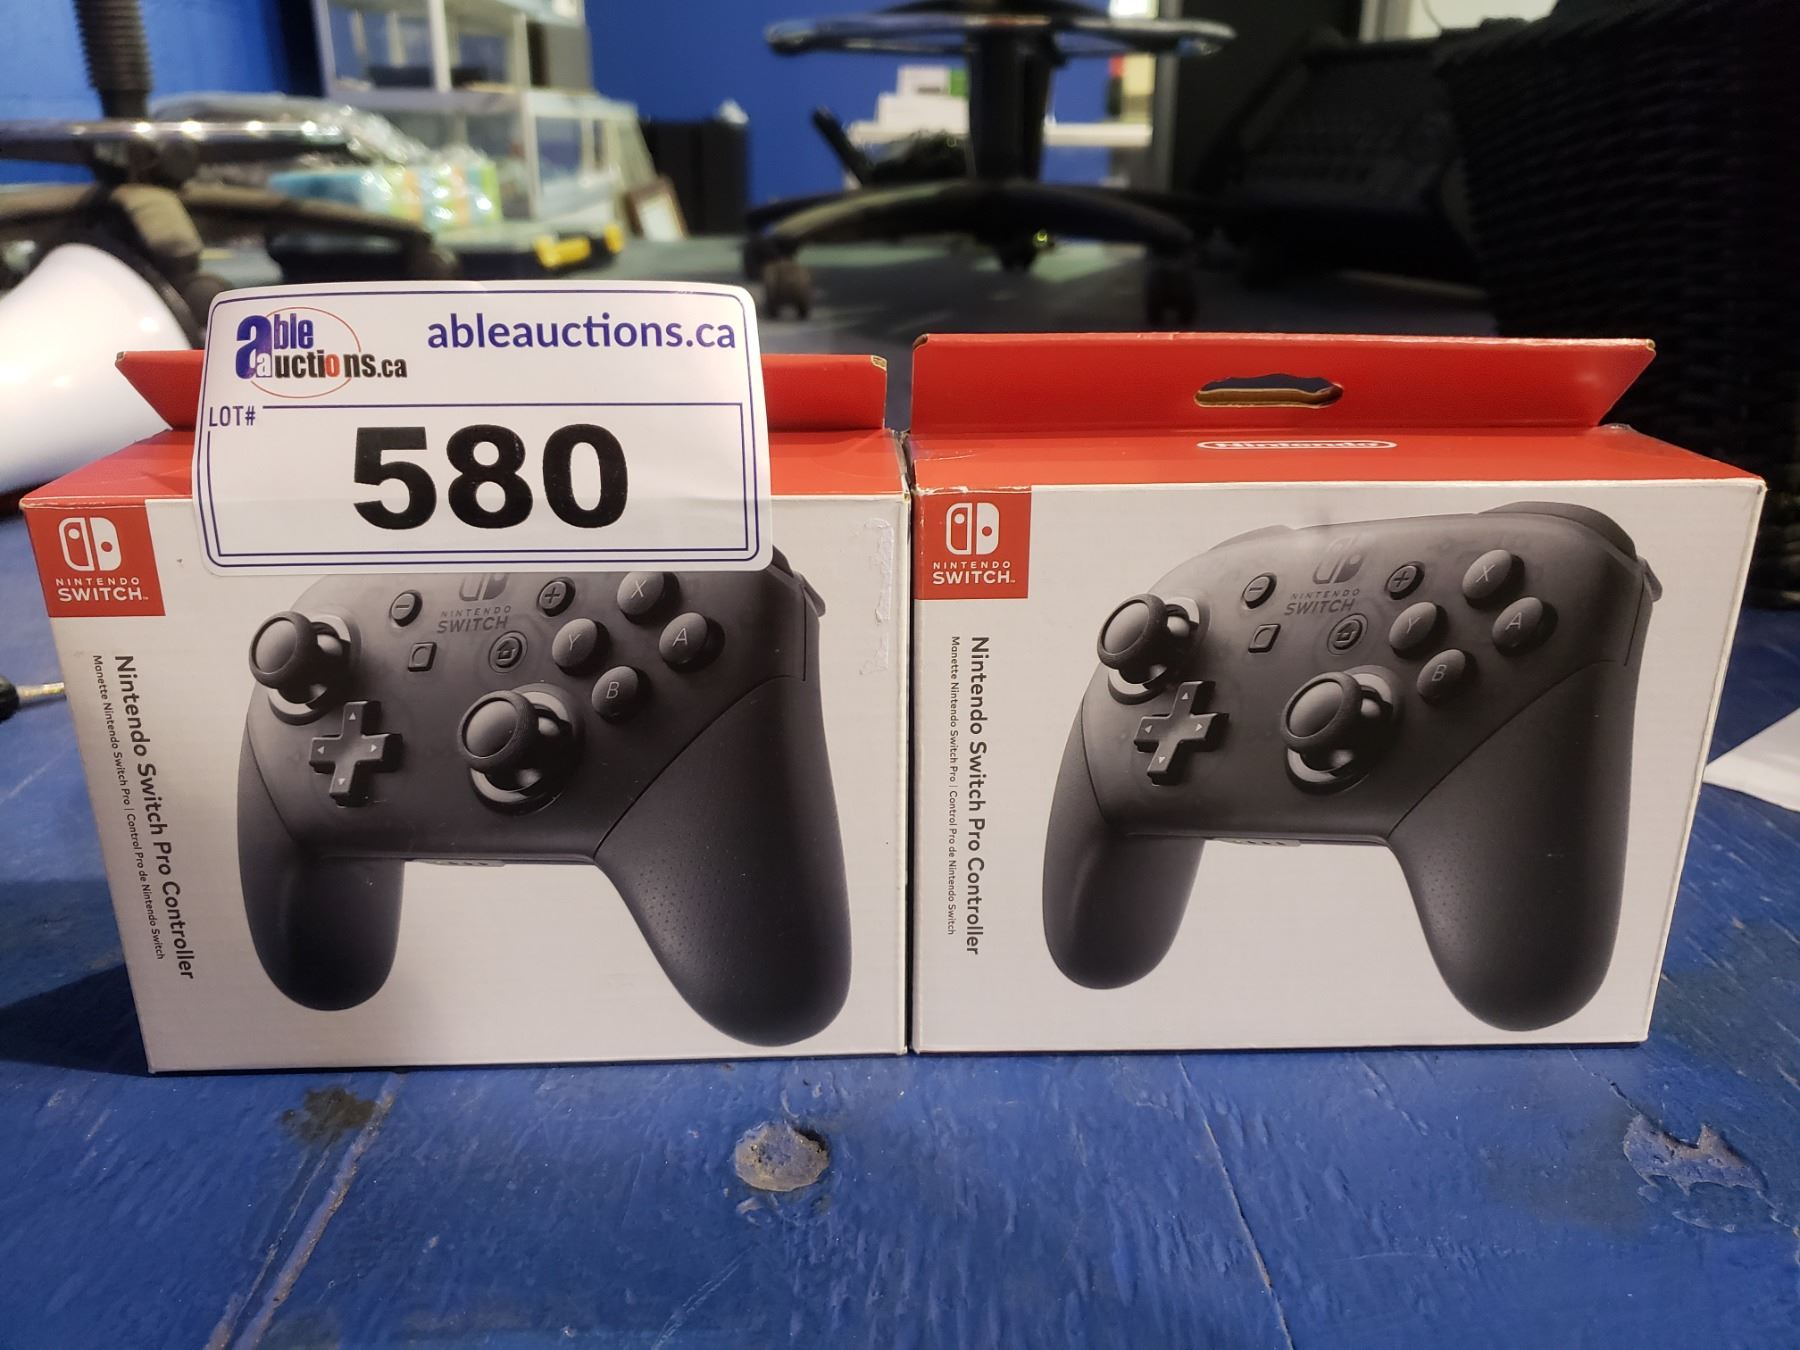 able
auctions.ca
ableauctions.ca
LOT#
580
NINTENDO
SWITCH™
Nintendo Switch Pro Controller
Manette Nintendo Switch Pro | Control Pro de Nintendo Switch
NINTENDO
SWITCH
X
Y
A
B
Nintendo
NINTENDO
SWITCH™
Nintendo Switch Pro Controller
Manette Nintendo Switch Pro | Control Pro de Nintendo Switch
NINTENDO
SWITCH
X
Y
A
B